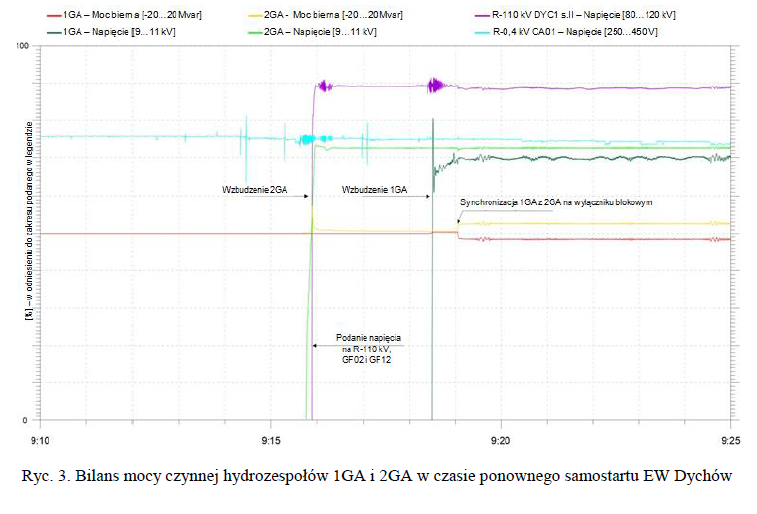 1GA – Moc bierna [-20...20 Mvar]
2GA - Moc bierna [-20...20Mvar]
R-110 kV DYC1 s.II – Napięcie [80...120 kV]
1GA – Napięcie [9...11 kV]
2GA – Napięcie [9...11 kV]
R-0,4 kV CA01 – Napięcie [250...450V]
100
[%] – w odniesieniu do zakresu podanego w legendzie
Wzbudzenie 2GA
Wzbudzenie 1GA
Synchronizacja 1GA z 2GA na wyłączniku blokowym
Podanie napięcia
na R-110 kV,
GF02 i GF12
0
9:10
9:15
9:20
9:25
Ryc. 3. Bilans mocy czynnej hydrozespołów 1GA i 2GA w czasie ponownego samostartu EW Dychów